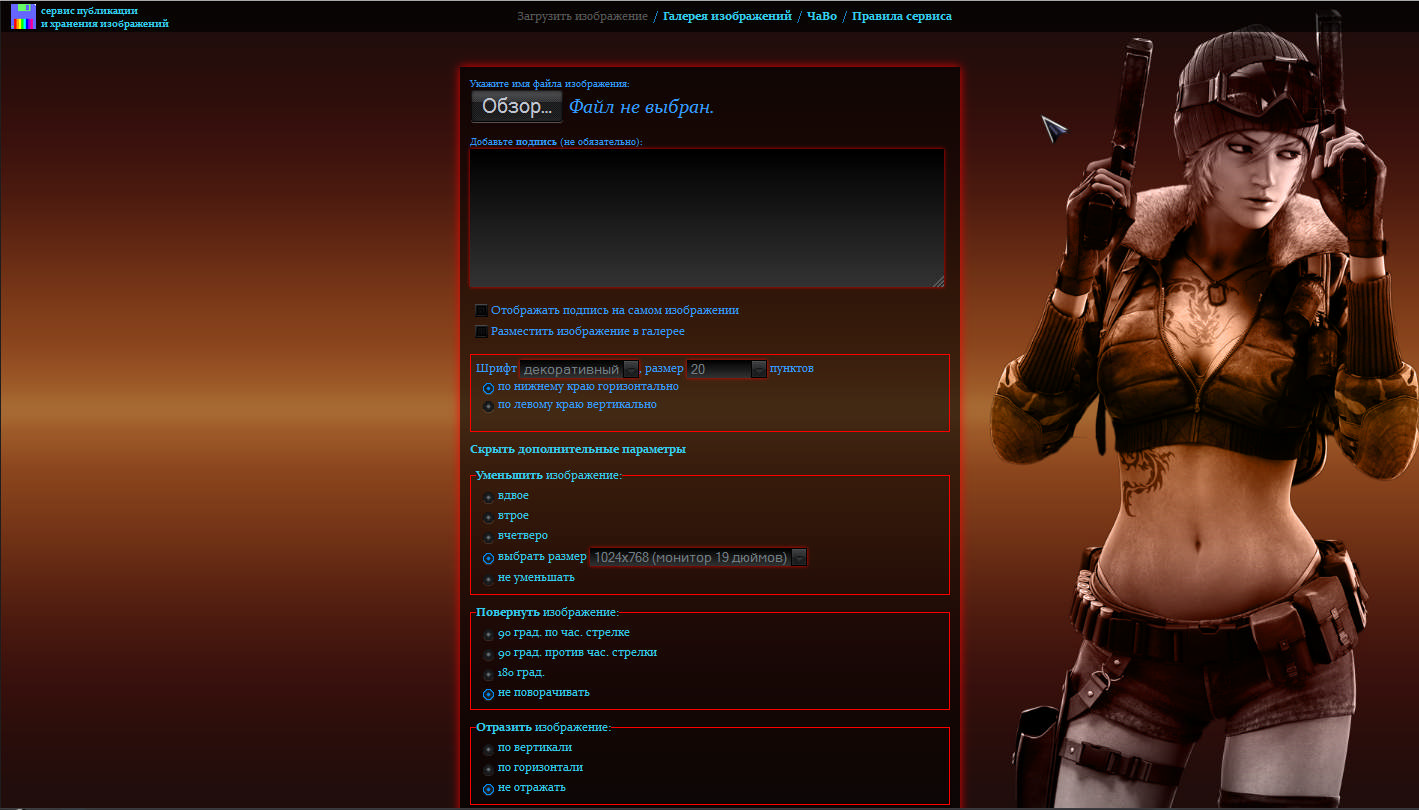 сервис публикации
и хранения изображений
Загрузить изображение / Галерея изображений / ЧаВо / Правила сервиса
Укажите имя файла изображения:
Обзор... Файл не выбран.
Добавьте подпись (не обязательно):
Отображать подпись на самом изображении
Разместить изображение в галерее
Шрифт декоративный, размер 20 пунктов
по нижнему краю горизонтально
по левому краю вертикально
Скрыть дополнительные параметры
Уменьшить изображение:
вдвое
втрое
вчетверо
выбрать размер 1024x768 (монитор 19 дюймов)
не уменьшать
Повернуть изображение:
90 град. по час. стрелке
90 град. против час. стрелки
180 град.
не поворачивать
Отразить изображение:
по вертикали
по горизонтали
не отражать